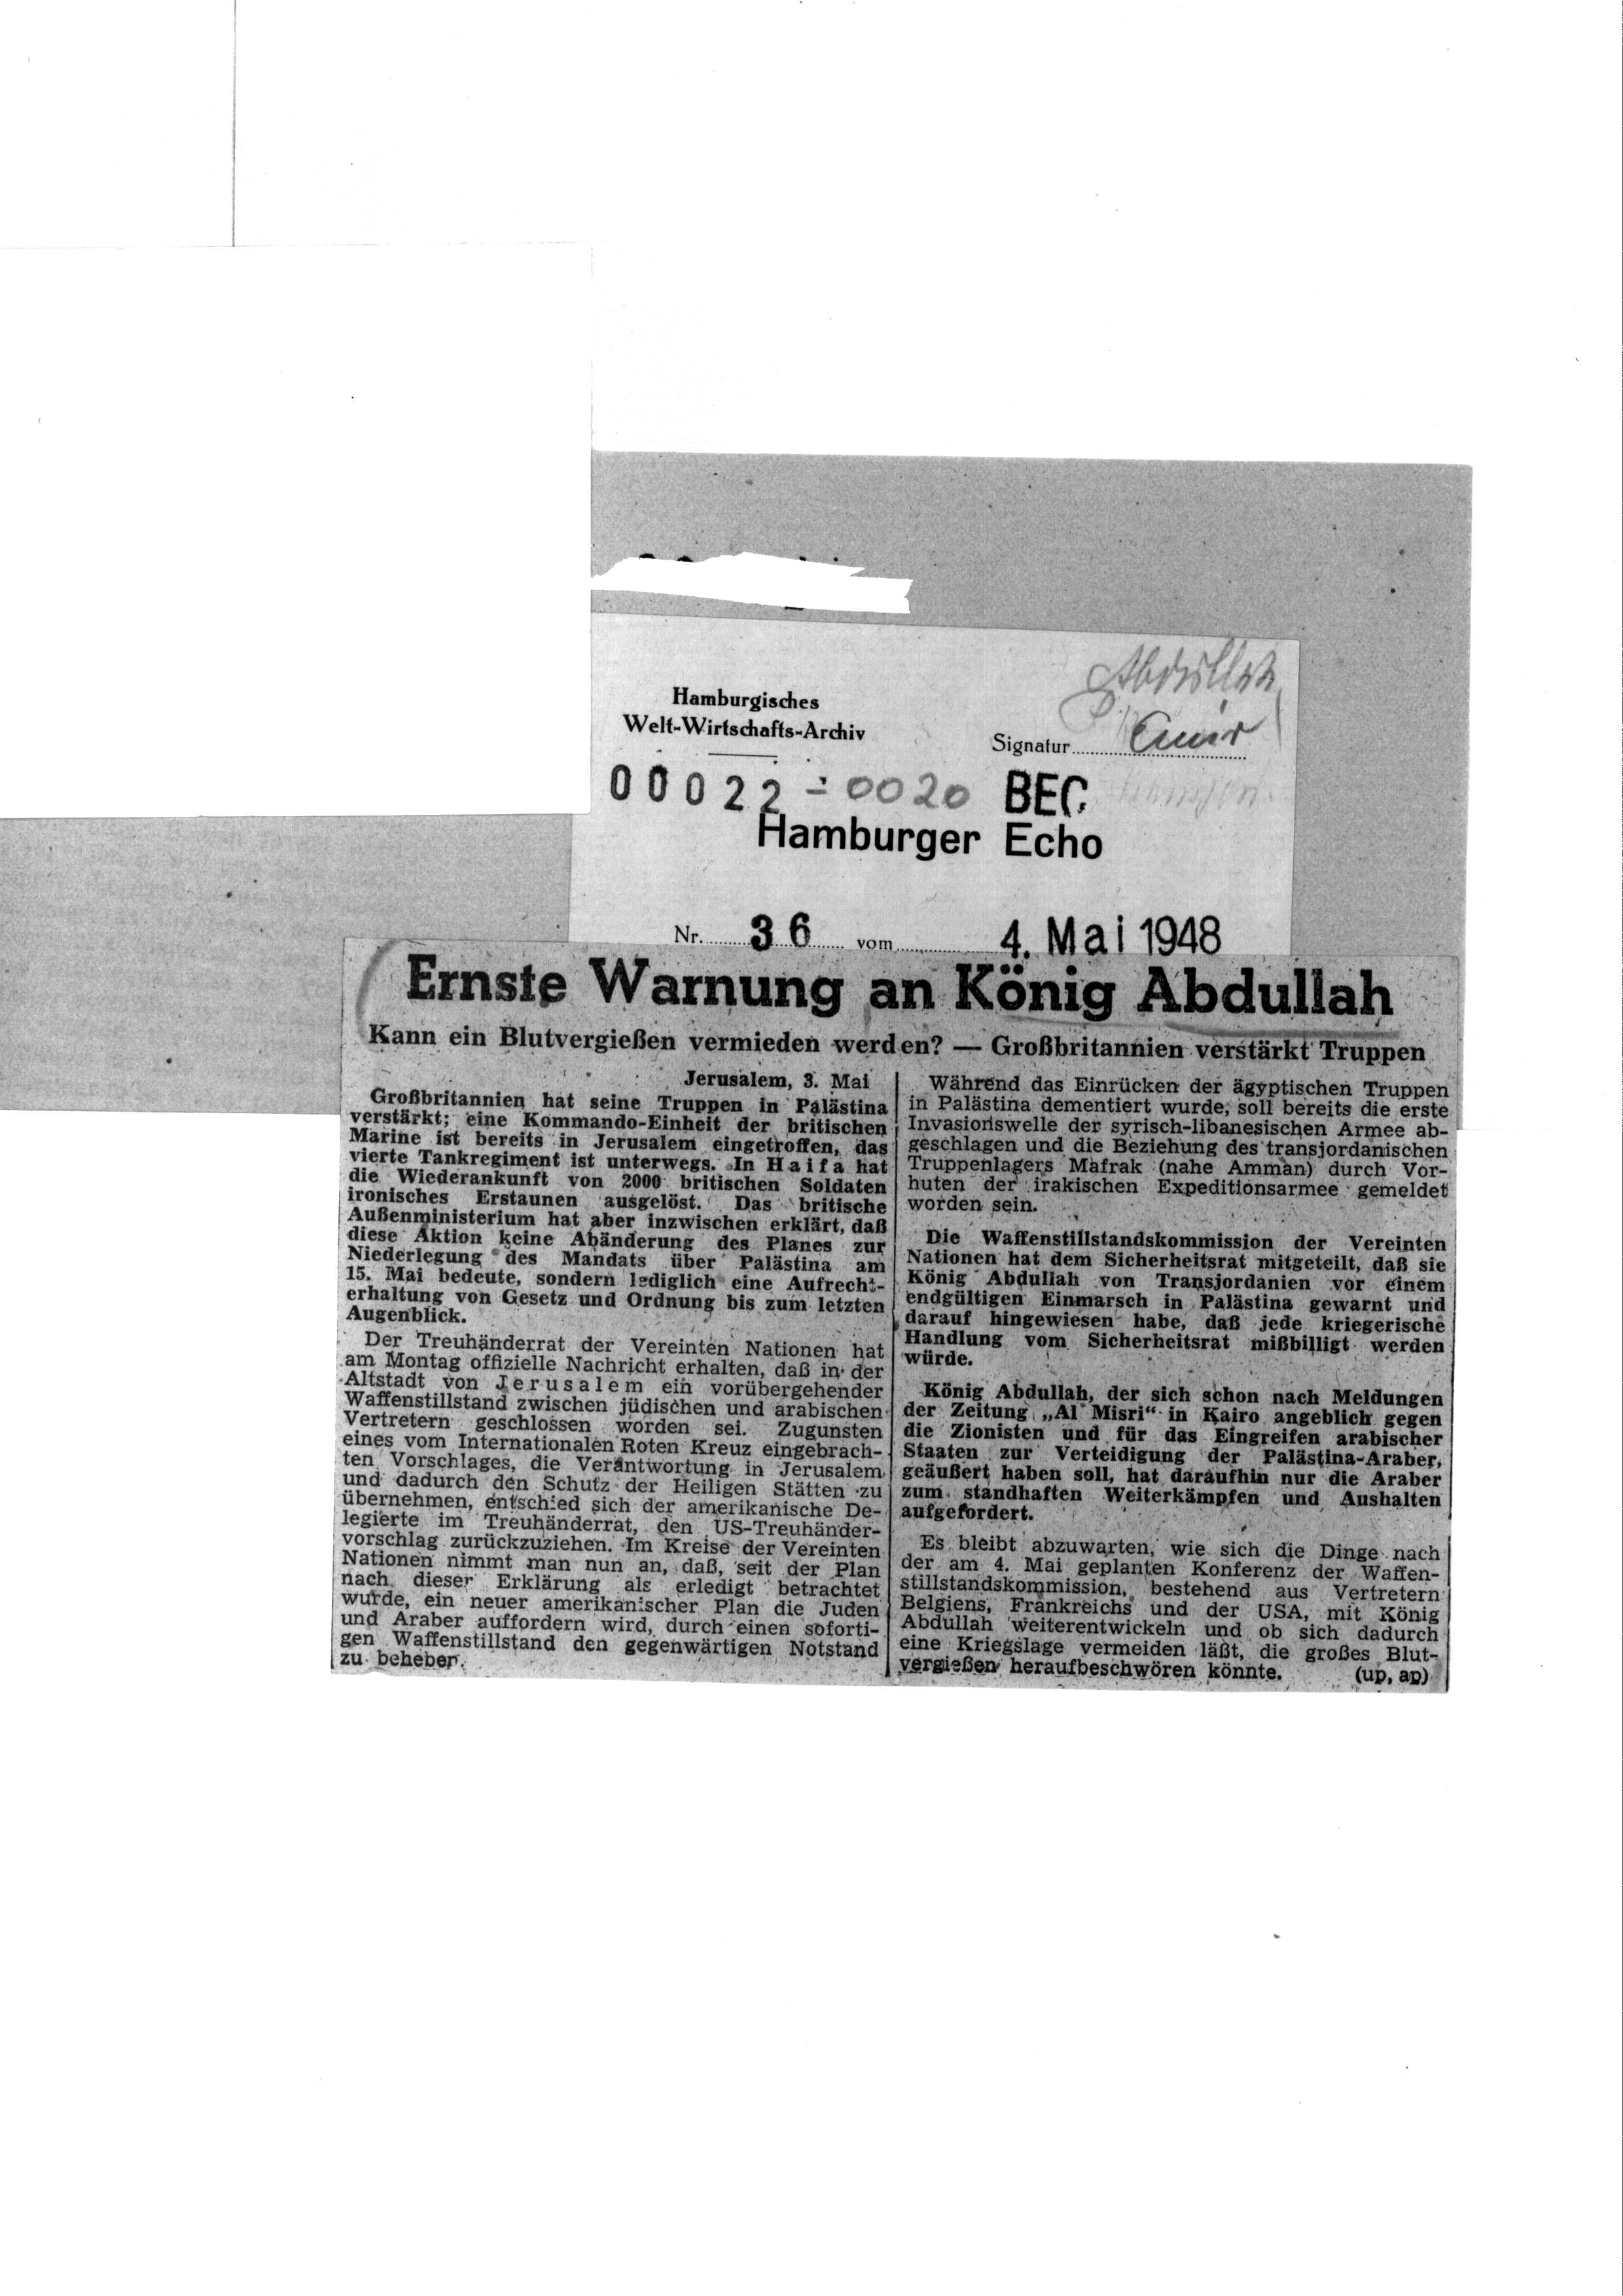 Abdullah
Hamburgisches
Welt-Wirtschafts-Archiv
Signatur Emir
00022 - 0020 BEC
Hamburger Echo
Nr. 36 vom 4. Mai 1948
Ernste Warnung an König Abdullah
Kann ein Blutvergießen vermieden werden? — Großbritannien verstärkt Truppen
Jerusalem, 3. Mai
Großbritannien hat seine Truppen in Palästina
verstärkt; eine Kommando-Einheit der britischen
Marine ist bereits in Jerusalem eingetroffen, das
vierte Tankregiment ist unterwegs. In Haifa hat
die Wiederankunft von 2000 britischen Soldaten
ironisches Erstaunen ausgelöst. Das britische
Außenministerium hat aber inzwischen erklärt, daß
diese Aktion keine Abänderung des Planes zur
Niederlegung des Mandats über Palästina am
15. Mai bedeute, sondern lediglich eine Aufrecht-
erhaltung von Gesetz und Ordnung bis zum letzten
Augenblick.
Der Treuhänderrat der Vereinten Nationen hat
am Montag offizielle Nachricht erhalten, daß in der
Altstadt von Jerusalem ein vorübergehender
Waffenstillstand zwischen jüdischen und arabischen
Vertretern geschlossen worden sei. Zugunsten
eines vom Internationalen Roten Kreuz eingebrach-
ten Vorschlages, die Verantwortung in Jerusalem
und dadurch den Schutz der Heiligen Stätten zu
übernehmen, entschied sich der amerikanische De-
legierte im Treuhänderrat, den US-Treuhänder-
vorschlag zurückzuziehen. Im Kreise der Vereinten
Nationen nimmt man nun an, daß, seit der Plan
nach dieser Erklärung als erledigt betrachtet
wurde, ein neuer amerikanischer Plan die Juden
und Araber auffordern wird, durch einen soforti-
gen Waffenstillstand den gegenwärtigen Notstand
zu beheben.
Während das Einrücken der ägyptischen Truppen
in Palästina dementiert wurde, soll bereits die erste
Invasionswelle der syrisch-libanesischen Armee ab-
geschlagen und die Beziehung des transjordanischen
Truppenlagers Mafrak (nahe Amman) durch Vor-
huten der irakischen Expeditionsarmee gemeldet
worden sein.
Die Waffenstillstandskommission der Vereinten
Nationen hat dem Sicherheitsrat mitgeteilt, daß sie
König Abdullah von Transjordanien vor einem
endgültigen Einmarsch in Palästina gewarnt und
darauf hingewiesen habe, daß jede kriegerische
Handlung vom Sicherheitsrat mißbilligt werden
würde.
König Abdullah, der sich schon nach Meldungen
der Zeitung „Al Misri“ in Kairo angeblich gegen
die Zionisten und für das Eingreifen arabischer
Staaten zur Verteidigung der Palästina-Araber,
geäußert haben soll, hat daraufhin nur die Araber
zum standhaften Weiterkämpfen und Aushalten
aufgefordert.
Es bleibt abzuwarten, wie sich die Dinge nach
der am 4. Mai geplanten Konferenz der Waffen-
stillstandskommission, bestehend aus Vertretern
Belgiens, Frankreichs und der USA, mit König
Abdullah weiterentwickeln und ob sich dadurch
eine Kriegslage vermeiden läßt, die großes Blut-
vergießen heraufbeschwören könnte. (up, ap)